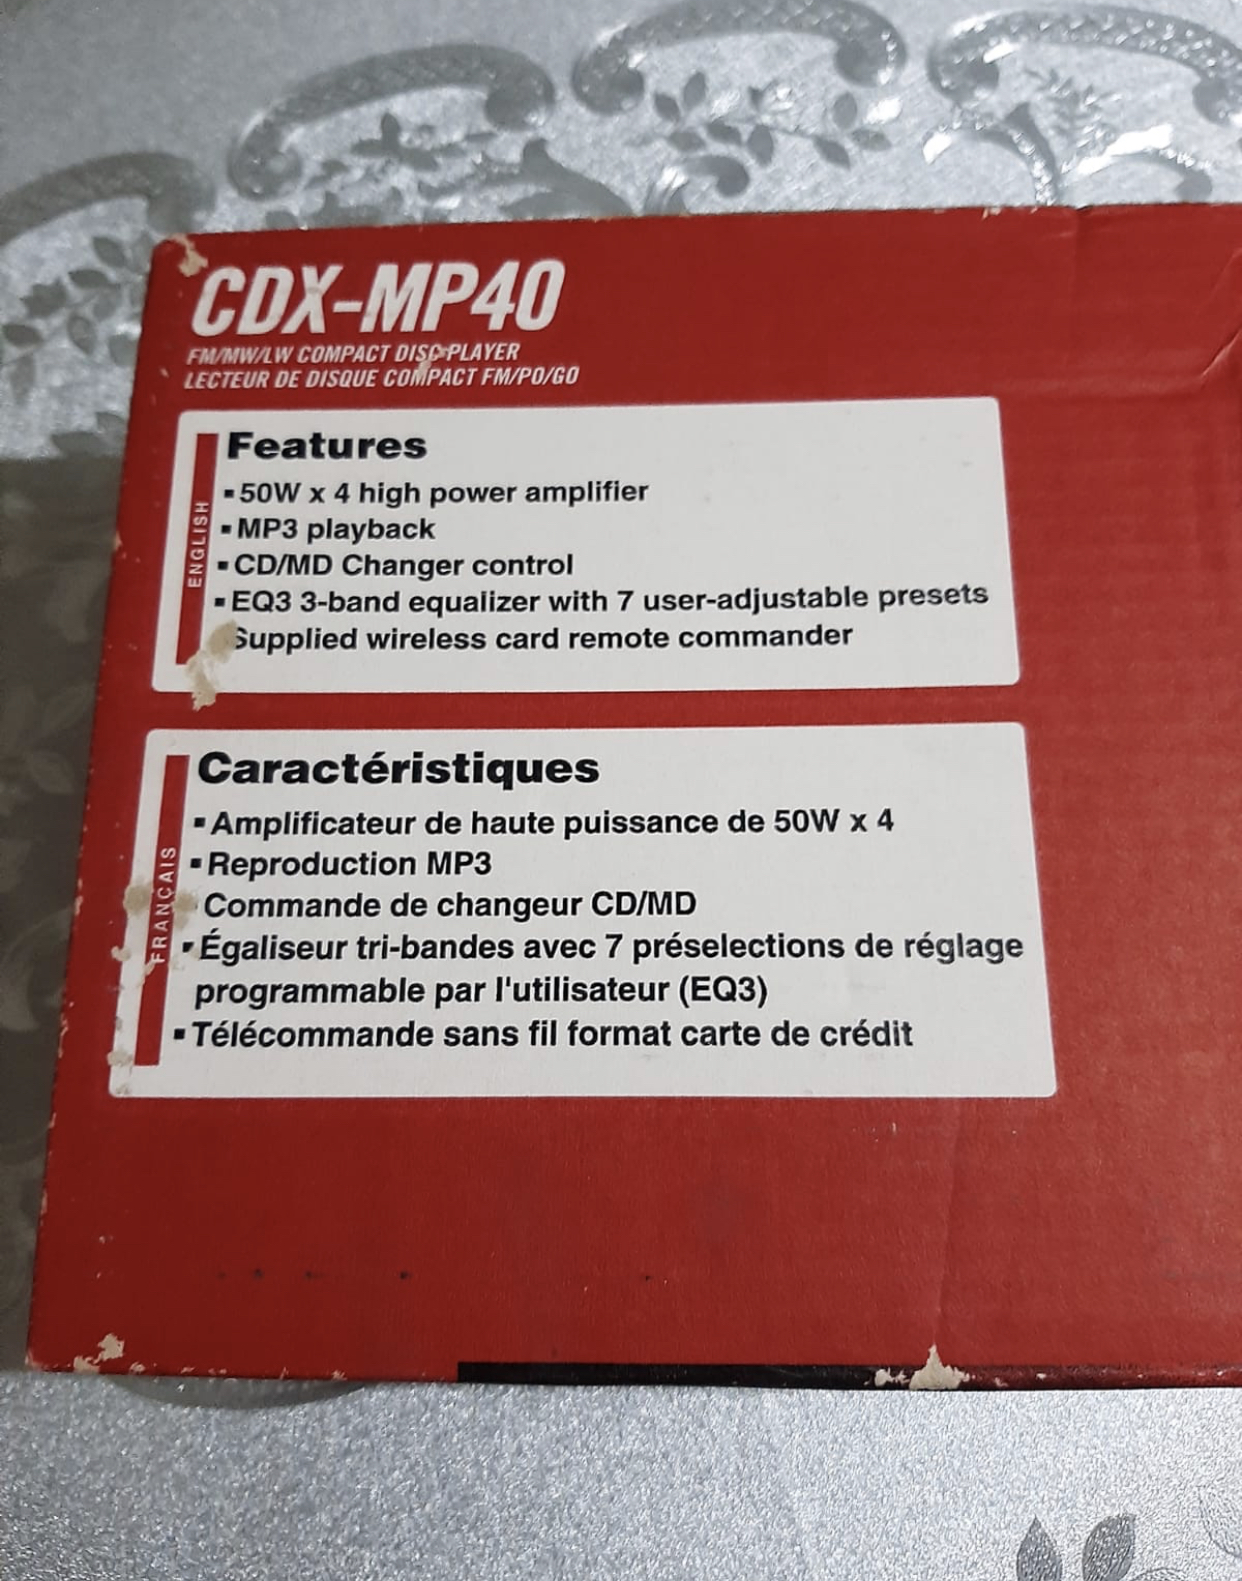 CDX-MP40
FM/MW/LW COMPACT DISC PLAYER
LECTEUR DE DISQUE COMPACT FM/PO/GO
ENGLISH
Features
▪50W x 4 high power amplifier
▪MP3 playback
▪CD/MD Changer control
▪EQ3 3-band equalizer with 7 user-adjustable presets
Supplied wireless card remote commander
FRANÇAIS
Caractéristiques
▪Amplificateur de haute puissance de 50W x 4
▪Reproduction MP3
Commande de changeur CD/MD
▪Égaliseur tri-bandes avec 7 préselections de réglage
programmable par l'utilisateur (EQ3)
▪Télécommande sans fil format carte de crédit